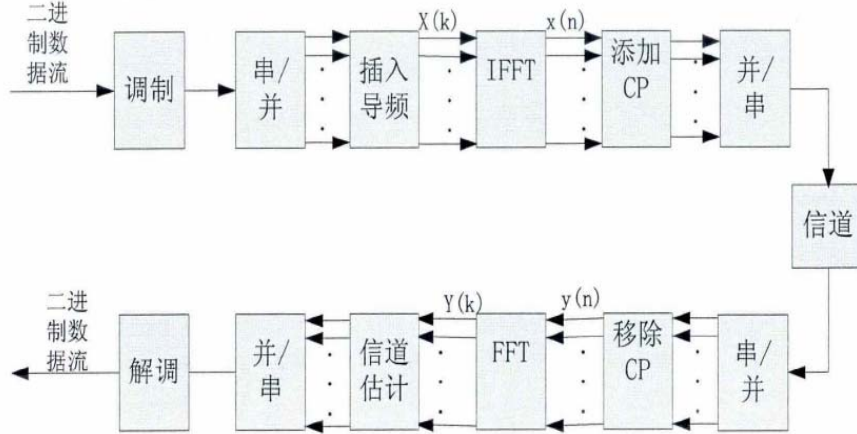 二进
制数
据流
调制
串/
并
插入
导频
X(k)
IFFT
x(n)
添加
CP
并/
串
信道
串/
并
移除
CP
y(n)
FFT
Y(k)
信道
估计
并/
串
解调
二进
制数
据流